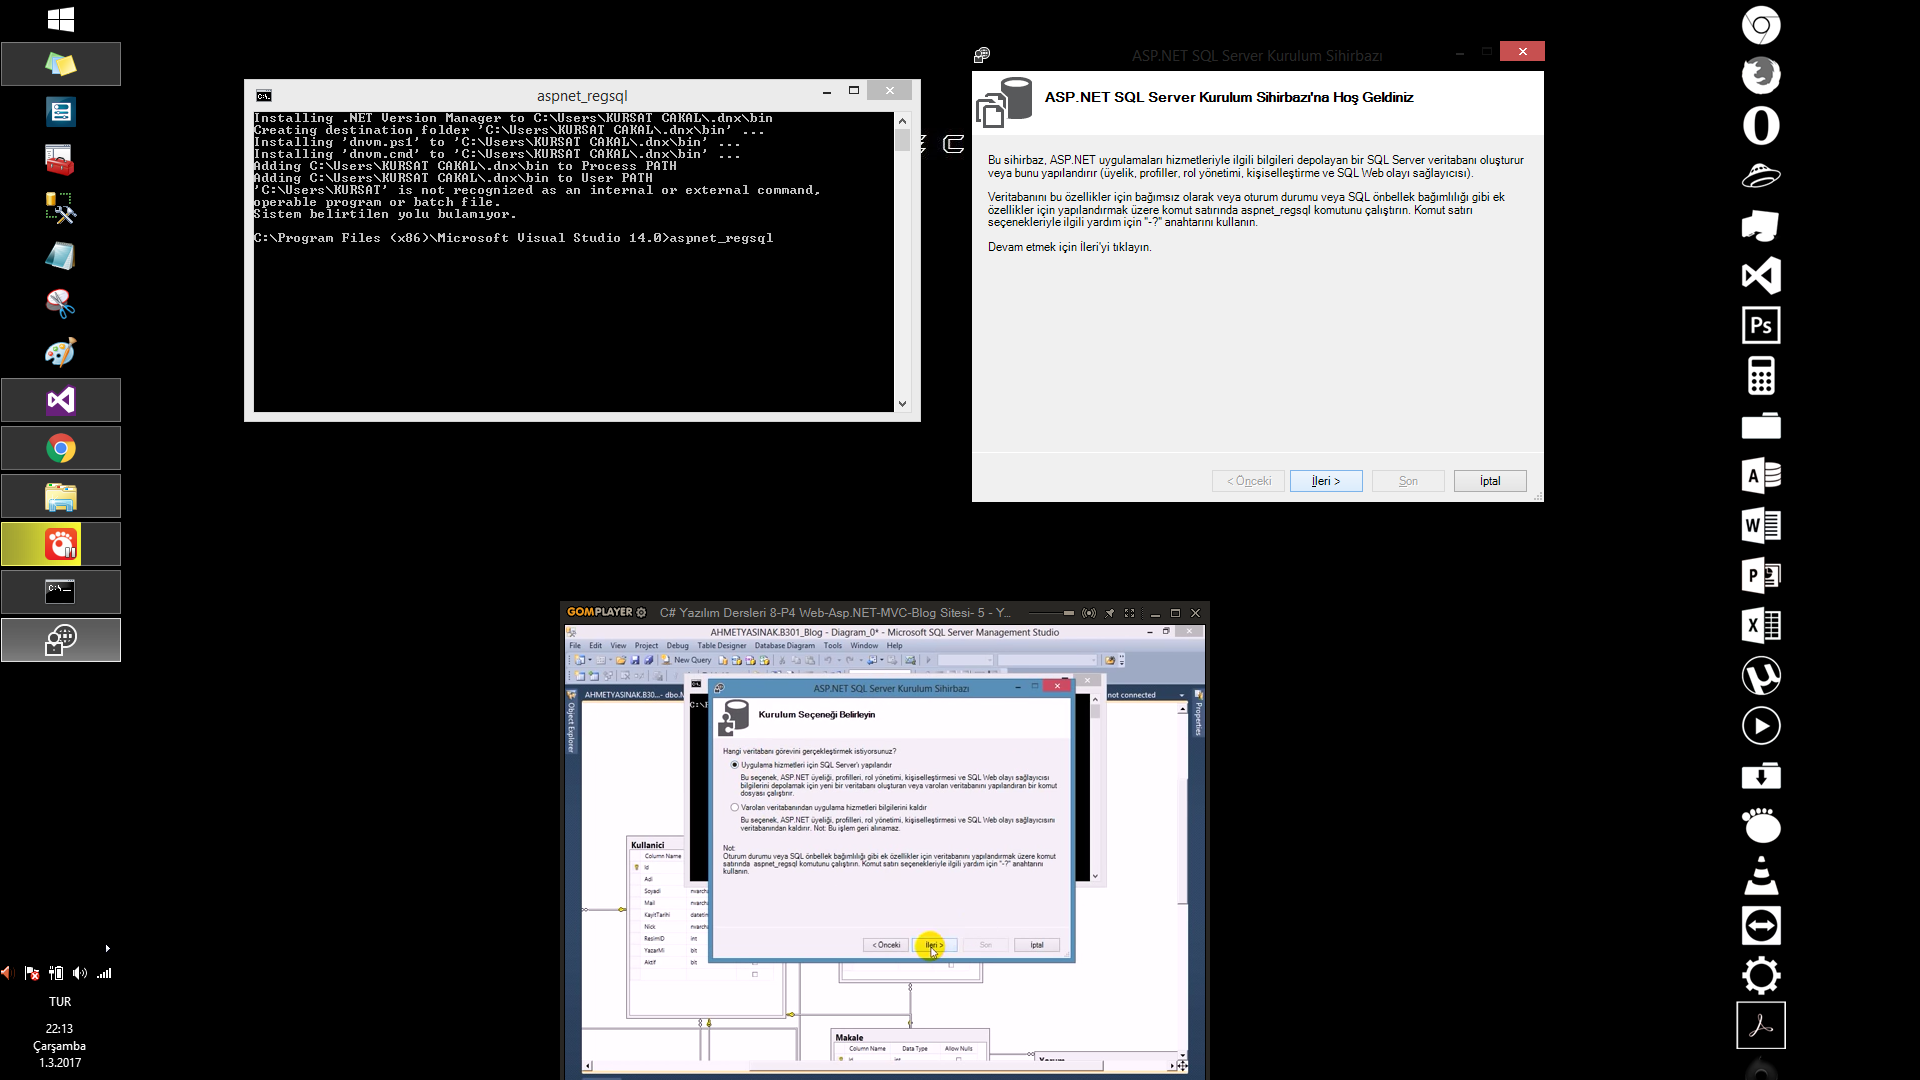 aspnet_regsql
Installing .NET Version Manager to C:\Users\KURSAT CAKAL\.dnx\bin
Creating destination folder 'C:\Users\KURSAT CAKAL\.dnx\bin' ...
Installing 'dnvm.ps1' to 'C:\Users\KURSAT CAKAL\.dnx\bin' ...
Installing 'dnvm.cmd' to 'C:\Users\KURSAT CAKAL\.dnx\bin' ...
Adding C:\Users\KURSAT CAKAL\.dnx\bin to Process PATH
Adding C:\Users\KURSAT CAKAL\.dnx\bin to User PATH
'C:\Users\KURSAT' is not recognized as an internal or external command,
operable program or batch file.
Sistem belirtilen yolu bulamıyor.
C:\Program Files (x86)\Microsoft Visual Studio 14.0>aspnet_regsql
ASP.NET SQL Server Kurulum Sihirbazı
ASP.NET SQL Server Kurulum Sihirbazı'na Hoş Geldiniz
Bu sihirbaz, ASP.NET uygulamaları hizmetleriyle ilgili bilgileri depolayan bir SQL Server veritabanı oluşturur
veya bunu yapılandırır (üyelik, profiller, rol yönetimi, kişiselleştirme ve SQL Web olayı sağlayıcısı).
Veritabanını bu özellikler için bağımsız olarak veya oturum durumu veya SQL önbellek bağımlılığı gibi ek
özellikler için yapılandırmak üzere komut satırında aspnet_regsql komutunu çalıştırın. Komut satırı
seçenekleriyle ilgili yardım için "-?" anahtarını kullanın.
Devam etmek için İleri'yi tıklayın.
< Önceki
İleri >
Son
İptal
GOMPLAYER
C# Yazılım Dersleri 8-P4 Web-Asp.NET-MVC-Blog Sitesi- 5 - Y...
AHMETYASINAK.B301_Blog - Diagram_0* - Microsoft SQL Server Management Studio
File Edit View Project Debug Table Designer Database Diagram Tools Window Help
New Query
AHMETYASINAK.B30...- dbo.M
not connected
Object Explorer
Properties
ASP.NET SQL Server Kurulum Sihirbazı
Kurulum Seçeneği Belirleyin
Hangi veritabanı görevini gerçekleştirmek istiyorsunuz?
Uygulama hizmetleri için SQL Server'ı yapılandır
Bu seçenek, ASP.NET üyeliği, profilleri, rol yönetimi, kişiselleştirmesi ve SQL Web olayı sağlayıcısı
bilgilerini depolamak için yeni bir veritabanı oluşturan veya varolan veritabanını yapılandıran bir komut
dosyası çalıştırır.
Varolan veritabanından uygulama hizmetleri bilgilerini kaldır
Bu seçenek, ASP.NET üyeliği, profilleri, rol yönetimi, kişiselleştirmesi ve SQL Web olayı sağlayıcısını
veritabanından kaldırır. Not: Bu işlem geri alınamaz.
Not:
Oturum durumu veya SQL önbellek bağımlılığı gibi ek özellikler için veritabanını yapılandırmak üzere komut
satırında aspnet_regsql komutunu çalıştırın. Komut satırı seçenekleriyle ilgili yardım için "-?" anahtarını
kullanın.
< Önceki
İleri >
Son
İptal
Kullanici
Column Name
Id
Adi
Soyadi nvarch
Mail nvarch
KayitTarihi datetim
Nick nvarch
ResimID int
YazarMi bit
Aktif bit
Makale
Column Name Data Type Allow Nulls
Id int
Yorum
Ps
A
W
P
X
TUR
22:13
Çarşamba
1.3.2017